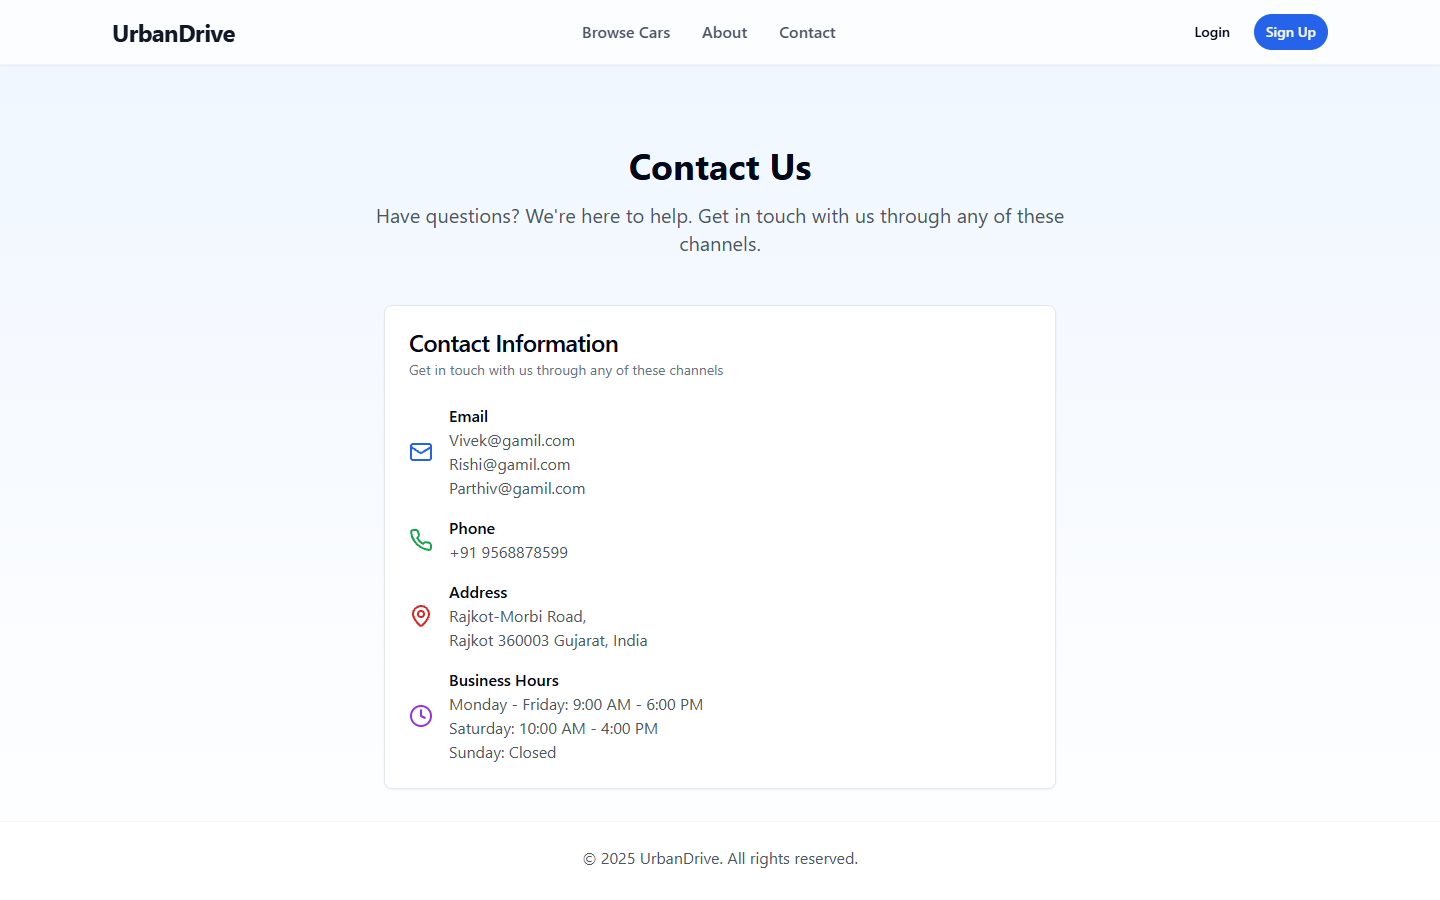 UrbanDrive
Browse Cars
About
Contact
Login
Sign Up
Contact Us
Have questions? We're here to help. Get in touch with us through any of these
channels.
Contact Information
Get in touch with us through any of these channels
Email
Vivek@gamil.com
Rishi@gamil.com
Parthiv@gamil.com
Phone
+91 9568878599
Address
Rajkot-Morbi Road,
Rajkot 360003 Gujarat, India
Business Hours
Monday - Friday: 9:00 AM - 6:00 PM
Saturday: 10:00 AM - 4:00 PM
Sunday: Closed
© 2025 UrbanDrive. All rights reserved.